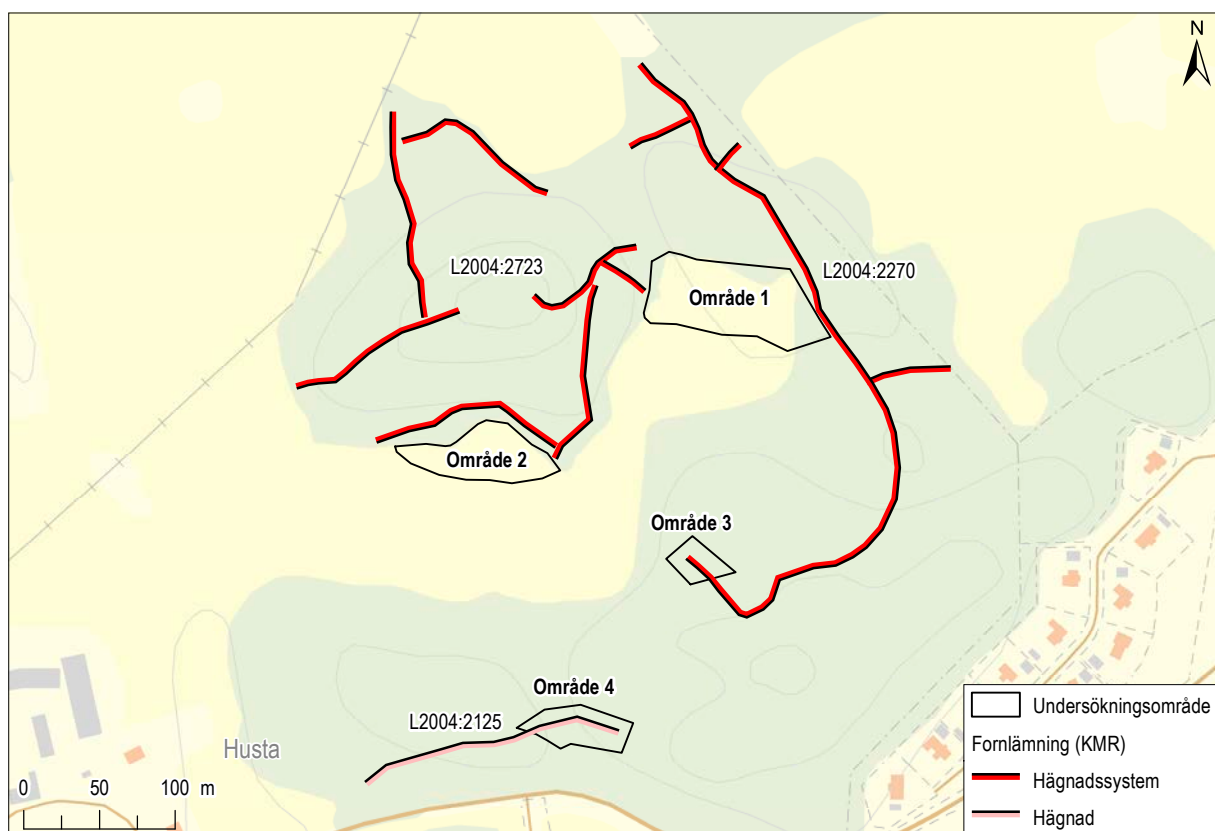 N
L2004:2723
L2004:2270
Område 1
Område 2
Område 3
Område 4
L2004:2125
Husta
0 50 100 m
Undersökningsområde
Fornlämning (KMR)
Hägnadssystem
Hägnad